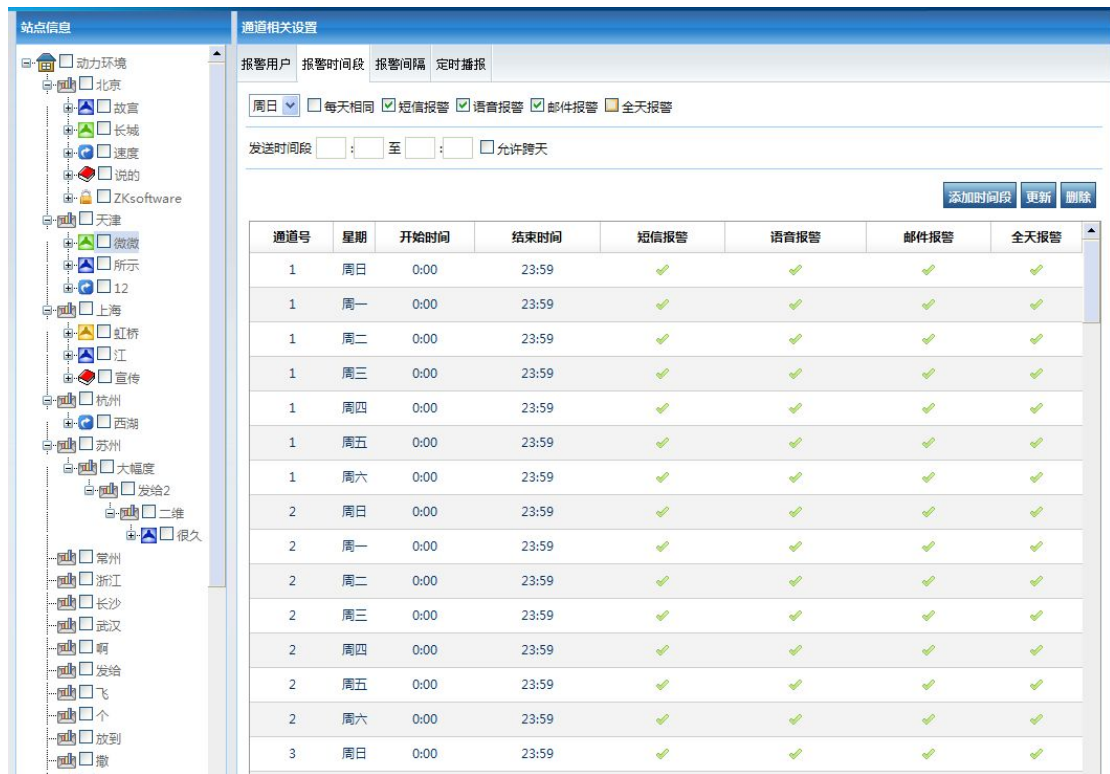 站点信息
动力环境
北京
故宫
长城
速度
说的
ZKsoftware
天津
微微
所示
12
上海
虹桥
江
宣传
杭州
西湖
苏州
大幅度
发给2
二维
很久
常州
浙江
长沙
武汉
啊
发给
飞
个
放到
撒
通道相关设置
报警用户 报警时间段 报警间隔 定时播报
周日 每天相同 短信报警 语音报警 邮件报警 全天报警
发送时间段 : 至 : 允许跨天
添加时间段 更新 删除
通道号 星期 开始时间 结束时间 短信报警 语音报警 邮件报警 全天报警
1 周日 0:00 23:59
1 周一 0:00 23:59
1 周二 0:00 23:59
1 周三 0:00 23:59
1 周四 0:00 23:59
1 周五 0:00 23:59
1 周六 0:00 23:59
2 周日 0:00 23:59
2 周一 0:00 23:59
2 周二 0:00 23:59
2 周三 0:00 23:59
2 周四 0:00 23:59
2 周五 0:00 23:59
2 周六 0:00 23:59
3 周日 0:00 23:59